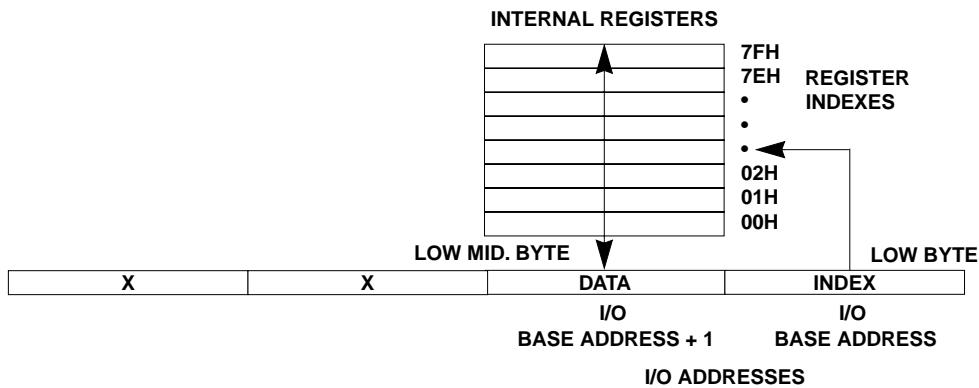 INTERNAL REGISTERS
7FH
7EH
REGISTER
INDEXES
•
•
•
02H
01H
00H
LOW MID. BYTE
LOW BYTE
X X DATA INDEX
I/O
BASE ADDRESS + 1
I/O
BASE ADDRESS
I/O ADDRESSES